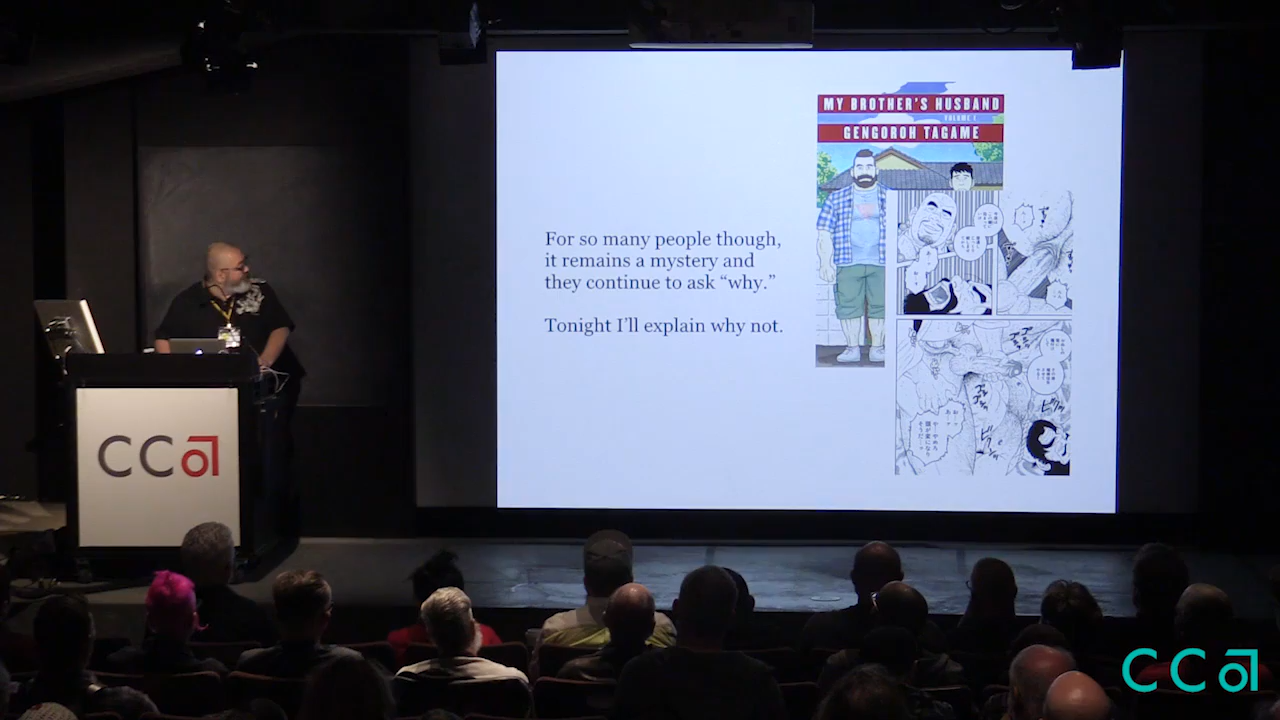 MY BROTHER'S HUSBAND
VOLUME 1
GENGOROH TAGAME
For so many people though,
it remains a mystery and
they continue to ask “why.”
Tonight I’ll explain why not.
CCA
CCA